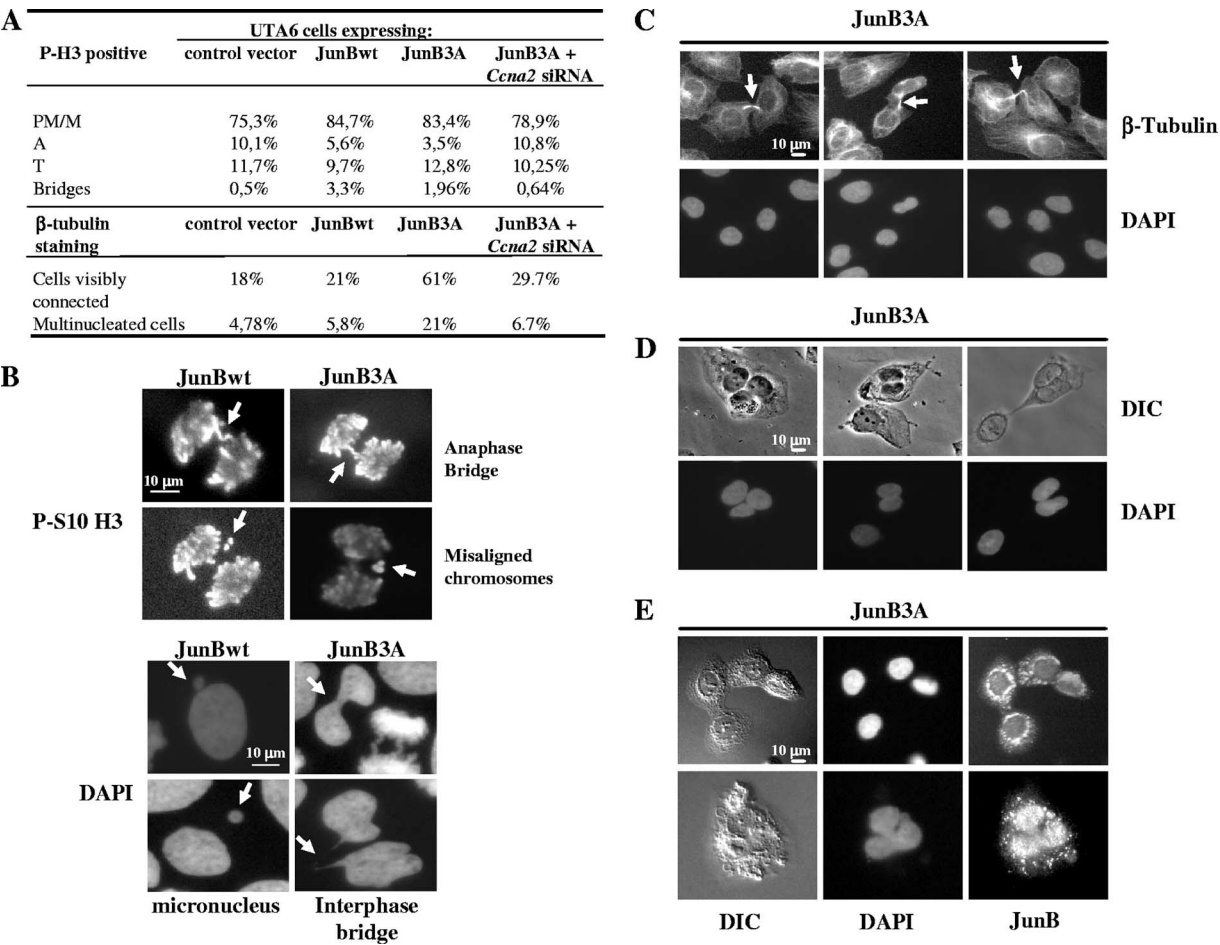 A
UTA6 cells expressing:
P-H3 positive control vector JunBwt JunB3A JunB3A +
Ccna2 siRNA
PM/M 75,3% 84,7% 83,4% 78,9%
A 10,1% 5,6% 3,5% 10,8%
T 11,7% 9,7% 12,8% 10,25%
Bridges 0,5% 3,3% 1,96% 0,64%
β-tubulin control vector JunBwt JunB3A JunB3A +
staining Ccna2 siRNA
Cells visibly 18% 21% 61% 29.7%
connected
Multinucleated cells 4,78% 5,8% 21% 6.7%
B
JunBwt JunB3A
10 μm
Anaphase
Bridge
P-S10 H3
Misaligned
chromosomes
JunBwt JunB3A
10 μm
DAPI
micronucleus Interphase
bridge
C
JunB3A
10 μm
β-Tubulin
DAPI
D
JunB3A
10 μm
DIC
DAPI
E
JunB3A
10 μm
DIC DAPI JunB